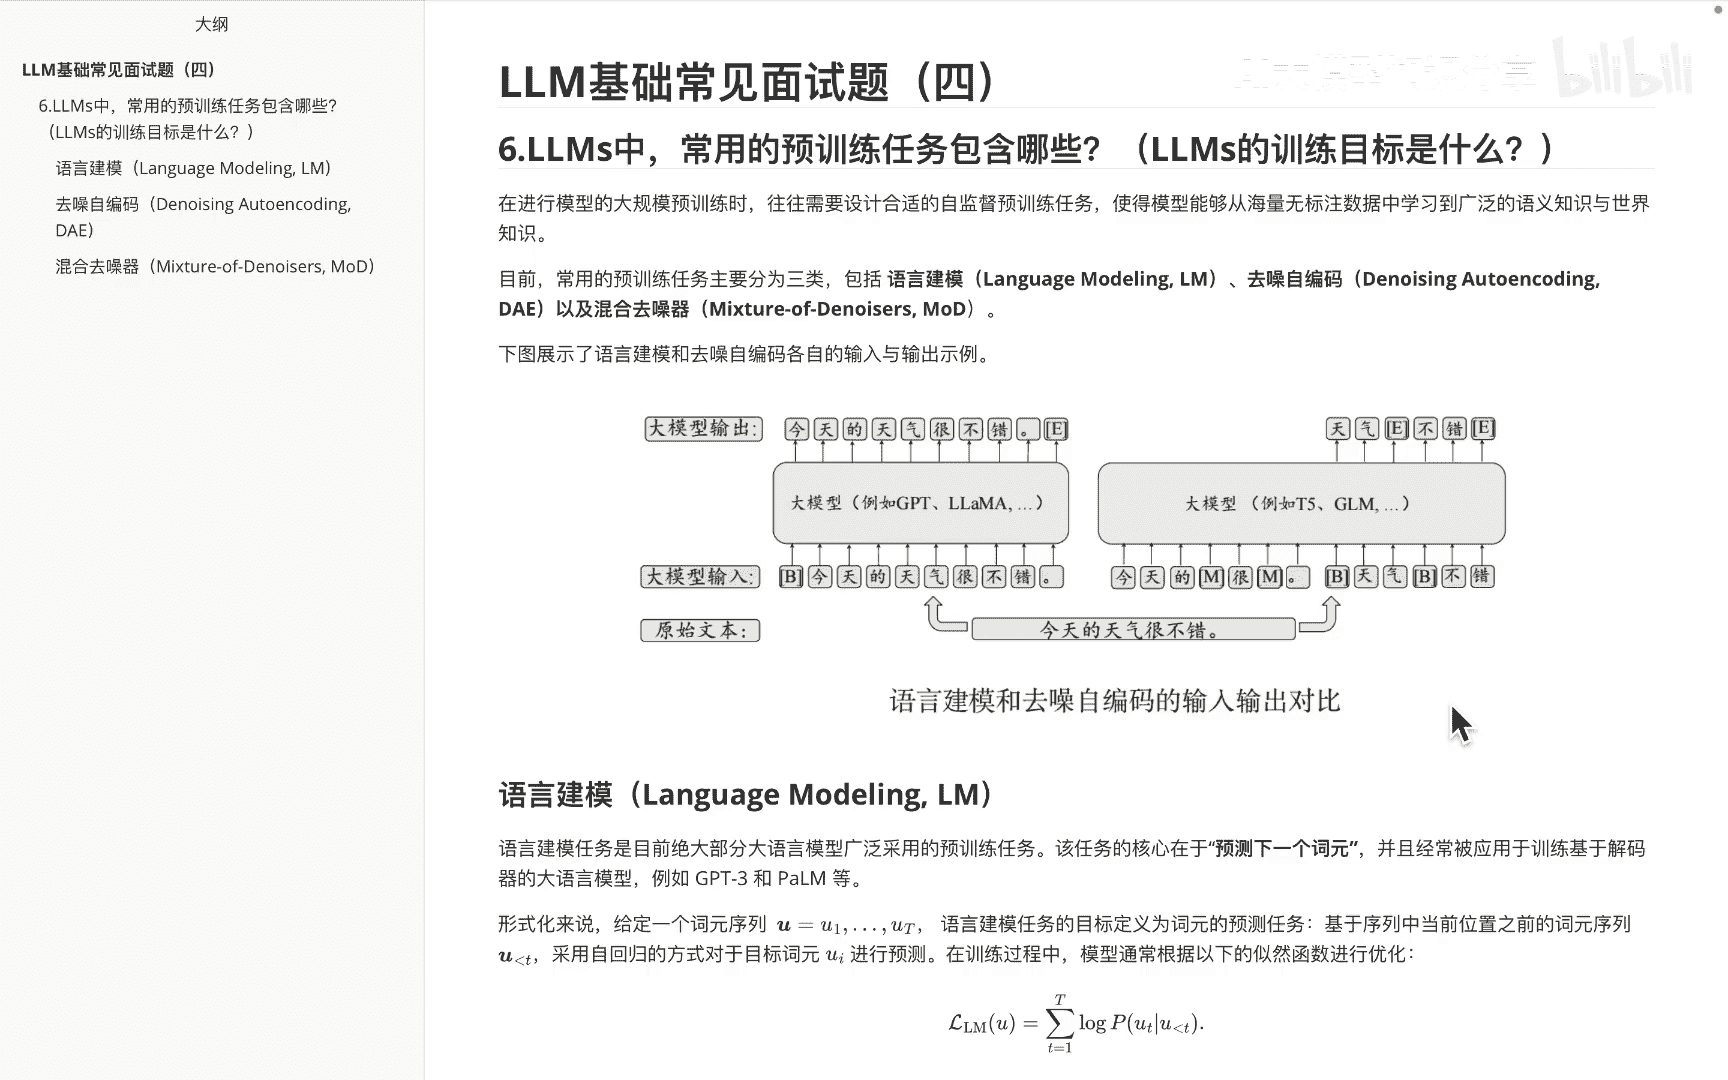 大纲
LLM基础常见面试题（四）
6.LLMs中，常用的预训练任务包含哪些？
（LLMs的训练目标是什么？）
语言建模（Language Modeling, LM）
去噪自编码（Denoising Autoencoding,
DAE）
混合去噪器（Mixture-of-Denoisers, MoD）
bilibili
LLM基础常见面试题（四）
6.LLMs中，常用的预训练任务包含哪些？（LLMs的训练目标是什么？）
在进行模型的大规模预训练时，往往需要设计合适的自监督预训练任务，使得模型能够从海量无标注数据中学习到广泛的语义知识与世界
知识。
目前，常用的预训练任务主要分为三类，包括 语言建模（Language Modeling, LM）、去噪自编码（Denoising Autoencoding,
DAE）以及混合去噪器（Mixture-of-Denoisers, MoD）。
下图展示了语言建模和去噪自编码各自的输入与输出示例。
大模型输出: 今 天 的 天 气 很 不 错 。 [E] 天 气 [E] 不 错 [E]
大模型（例如GPT、LLaMA, …） 大模型 （例如T5、GLM, …）
大模型输入: [B] 今 天 的 天 气 很 不 错 。 今 天 的 [M] 很 [M] 。 [B] 天 气 [B] 不 错
原始文本: 今天的天气很不错。
语言建模和去噪自编码的输入输出对比
语言建模（Language Modeling, LM）
语言建模任务是目前绝大部分大语言模型广泛采用的预训练任务。该任务的核心在于“预测下一个词元”，并且经常被应用于训练基于解码
器的大语言模型，例如 GPT-3 和 PaLM 等。
形式化来说，给定一个词元序列 u = u₁, . . . , u_T， 语言建模任务的目标定义为词元的预测任务：基于序列中当前位置之前的词元序列
u_{<t}，采用自回归的方式对于目标词元 u_i 进行预测。在训练过程中，模型通常根据以下的似然函数进行优化：
ℒ_LM(u) = ∑_{t=1}^{T} log P(u_t|u_{<t}).